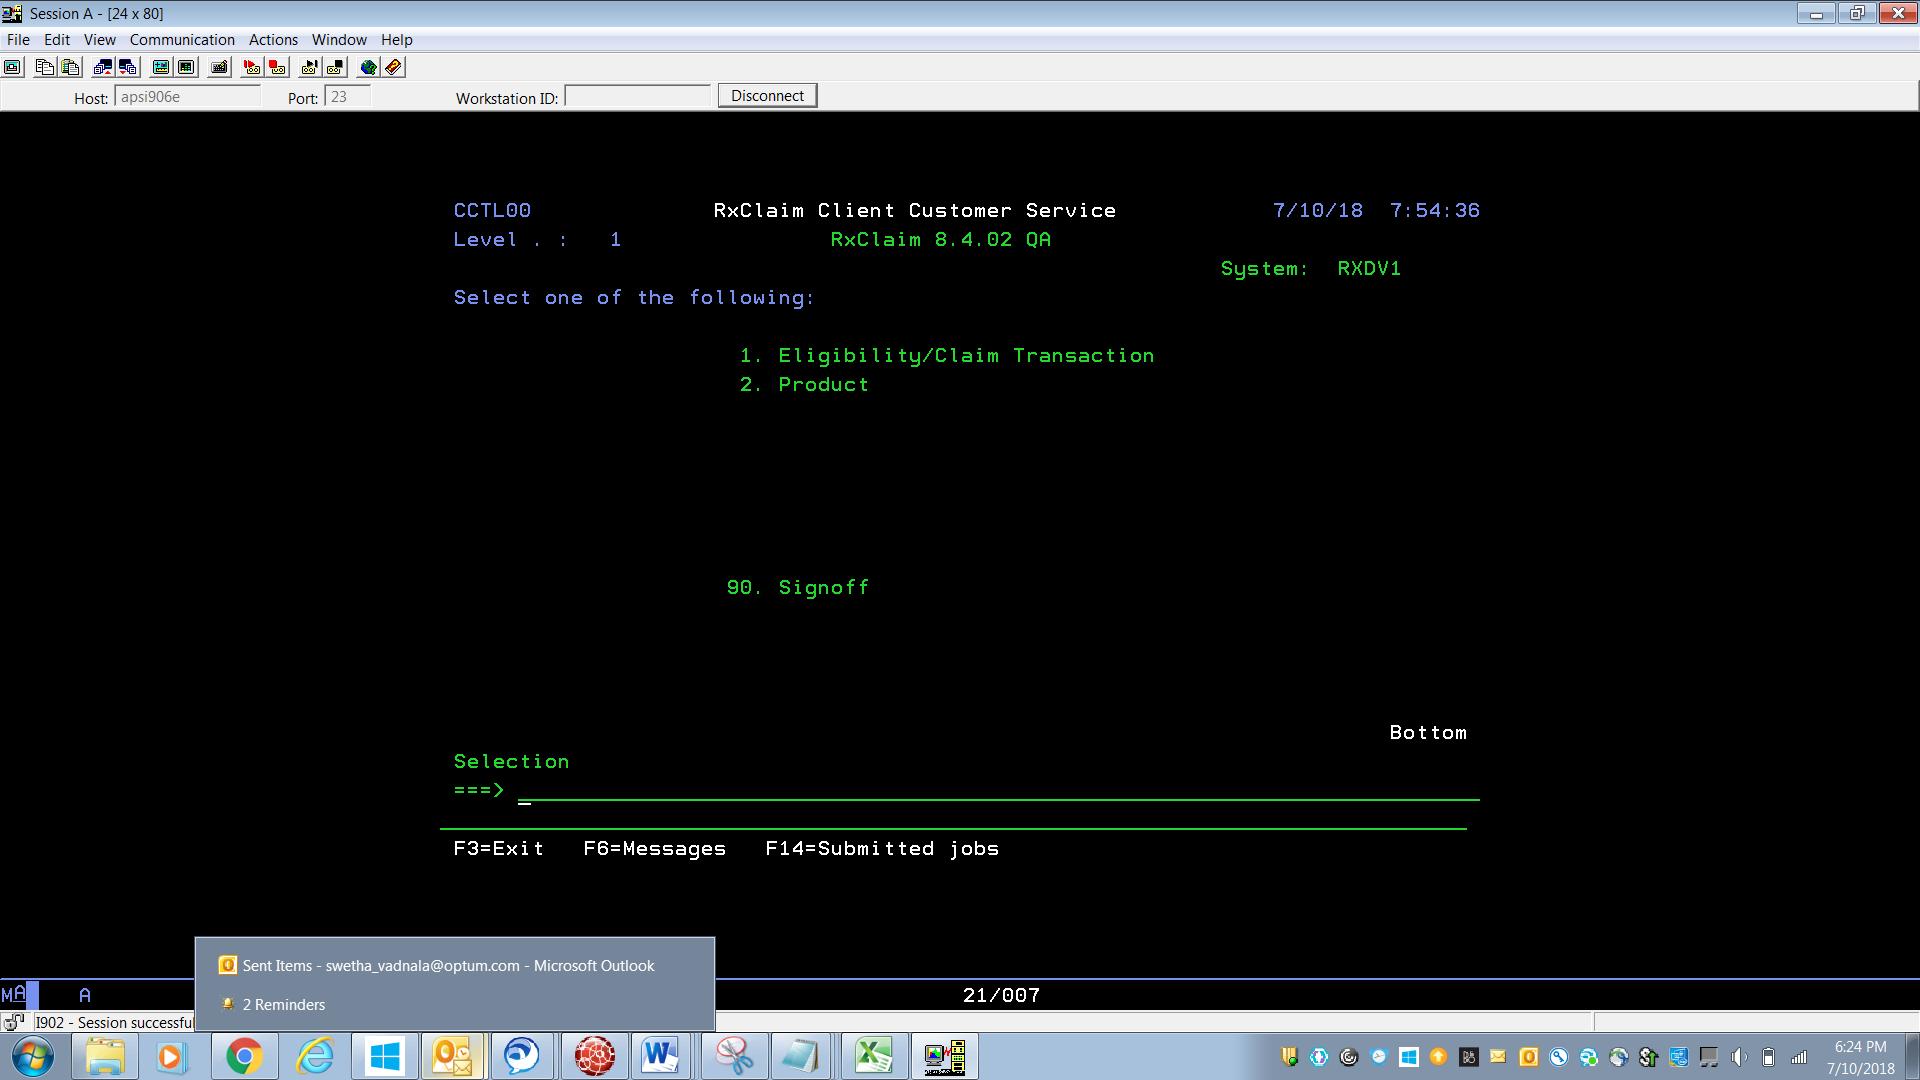 Session A - [24 x 80]
File Edit View Communication Actions Window Help
Host: apsi906e Port: 23 Workstation ID: Disconnect
CCTL00 RxClaim Client Customer Service 7/10/18 7:54:36
Level . : 1 RxClaim 8.4.02 QA
System: RXDV1
Select one of the following:
1. Eligibility/Claim Transaction
2. Product
90. Signoff
Bottom
Selection
===>
F3=Exit F6=Messages F14=Submitted jobs
Sent Items - swetha_vadnala@optum.com - Microsoft Outlook
2 Reminders
MA A 21/007
I902 - Session successful
6:24 PM
7/10/2018